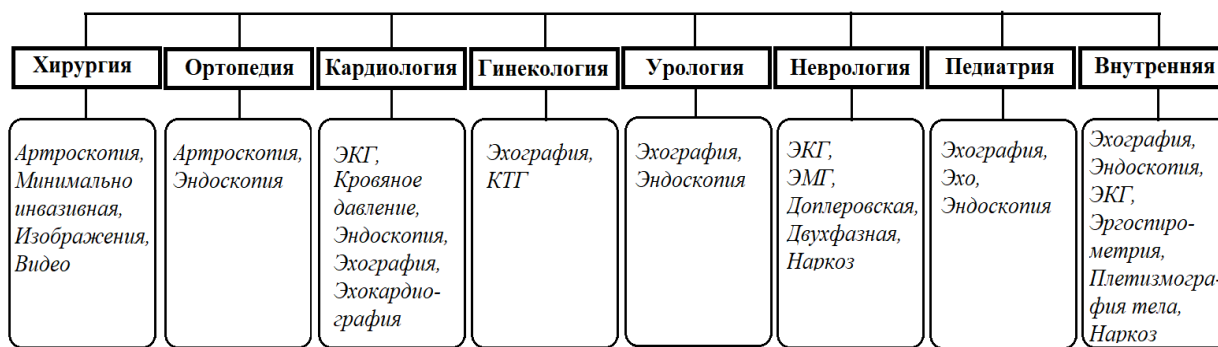 Хирургия
Ортопедия
Кардиология
Гинекология
Урология
Неврология
Педиатрия
Внутренняя
Артроскопия,
Минимально
инвазивная,
Изображения,
Видео
Артроскопия,
Эндоскопия
ЭКГ,
Кровяное
давление,
Эндоскопия,
Эхография,
Эхокардио-
графия
Эхография,
КТГ
Эхография,
Эндоскопия
ЭКГ,
ЭМГ,
Доплеровская,
Двухфазная,
Наркоз
Эхография,
Эхо,
Эндоскопия
Эхография,
Эндоскопия,
ЭКГ,
Эргоспиро-
метрия,
Плетизмогра-
фия тела,
Наркоз